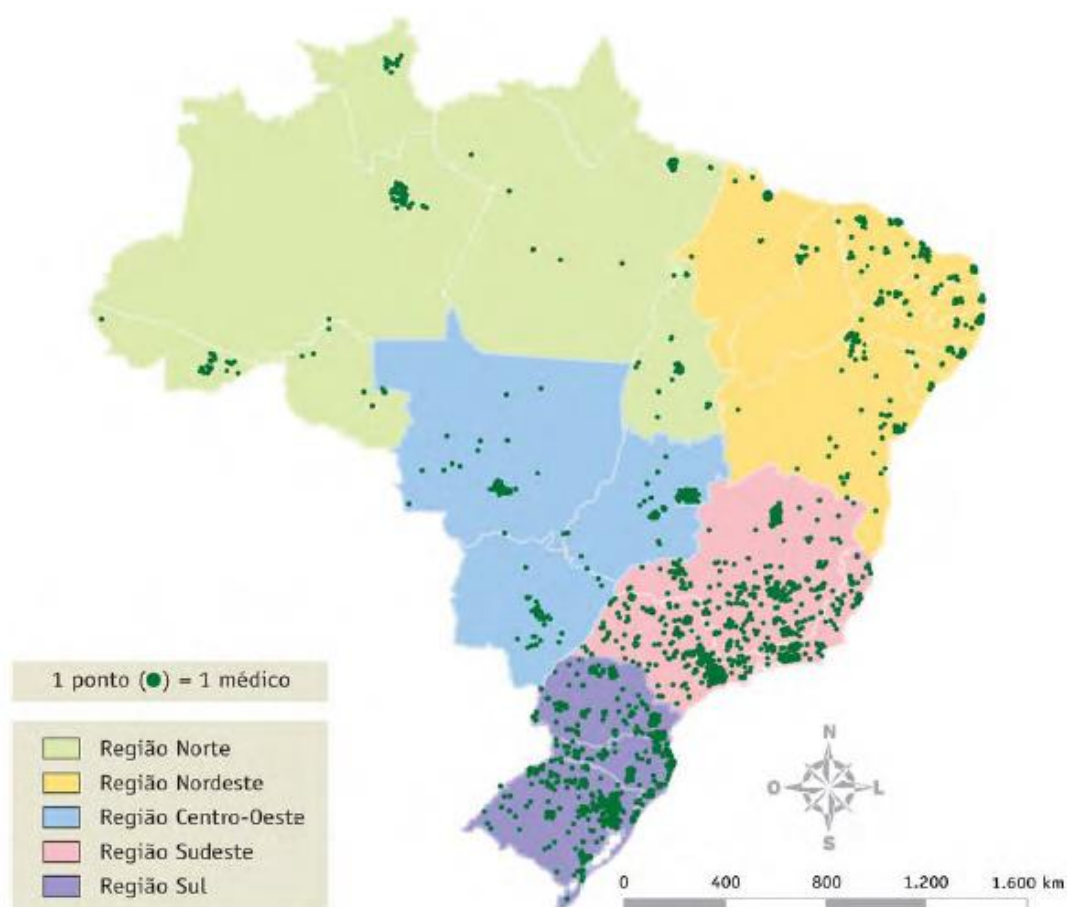 1 ponto (●) = 1 médico
Região Norte
Região Nordeste
Região Centro-Oeste
Região Sudeste
Região Sul
N
O
L
S
0 400 800 1.200 1.600 km